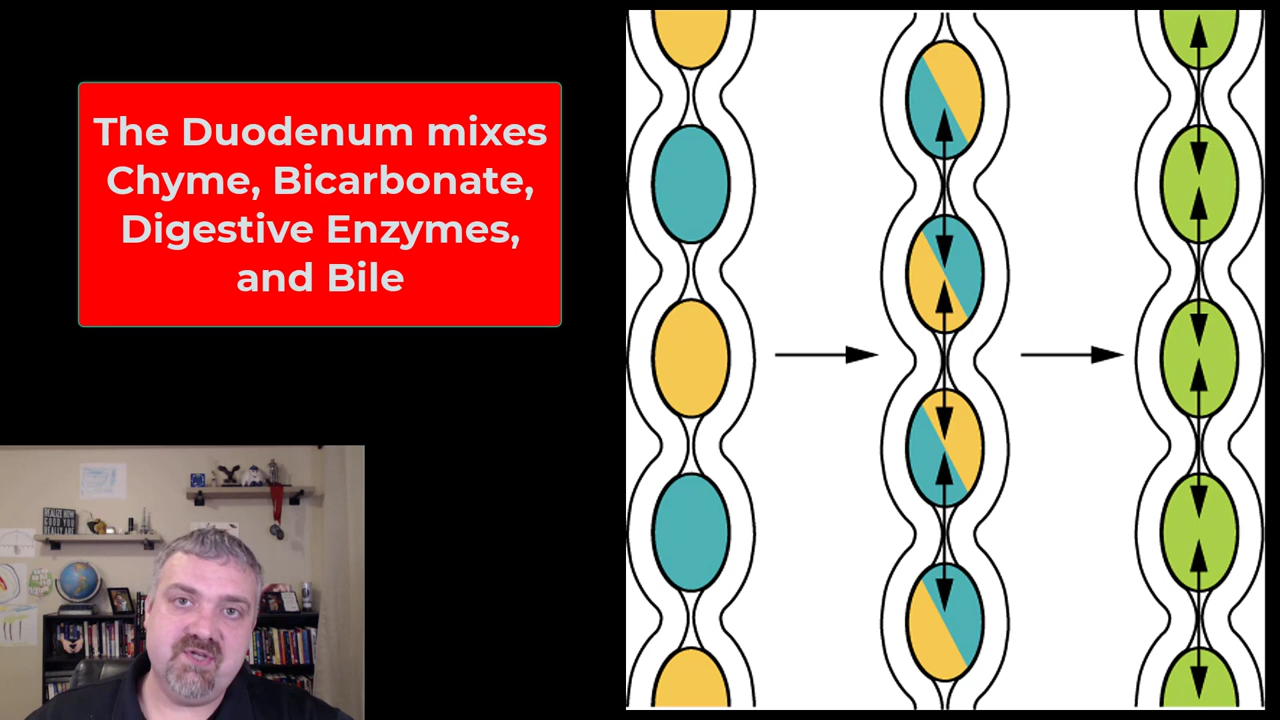 The Duodenum mixes
Chyme, Bicarbonate,
Digestive Enzymes,
and Bile